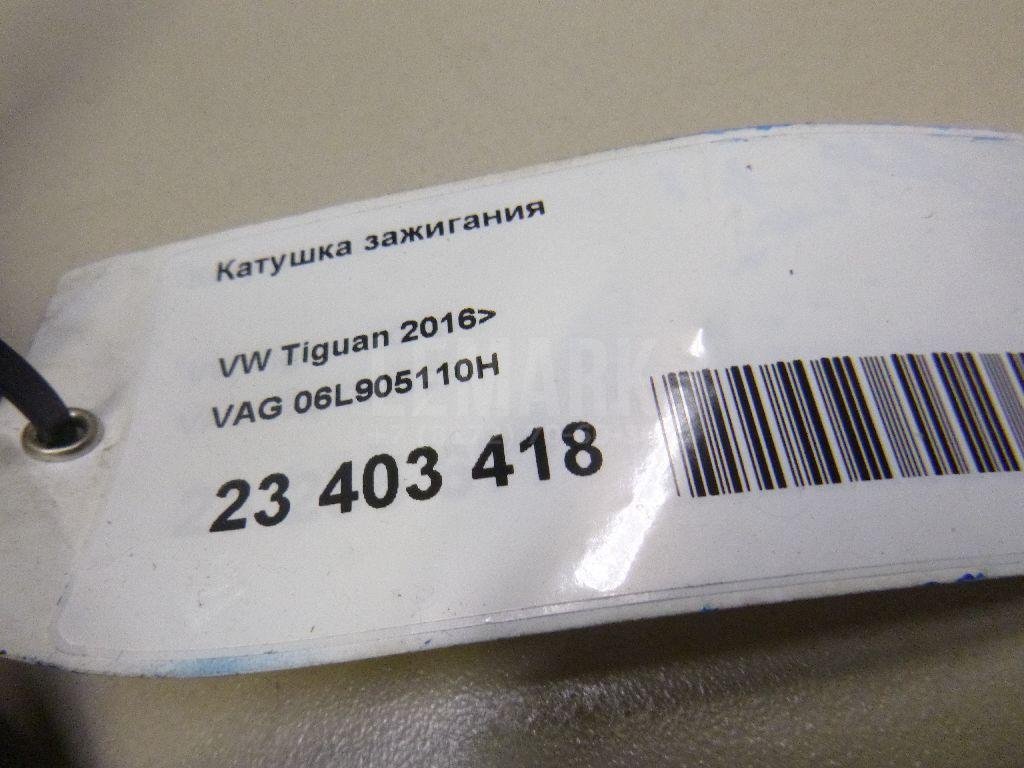 Катушка зажигания
VW Tiguan 2016>
VAG 06L905110H
23 403 418